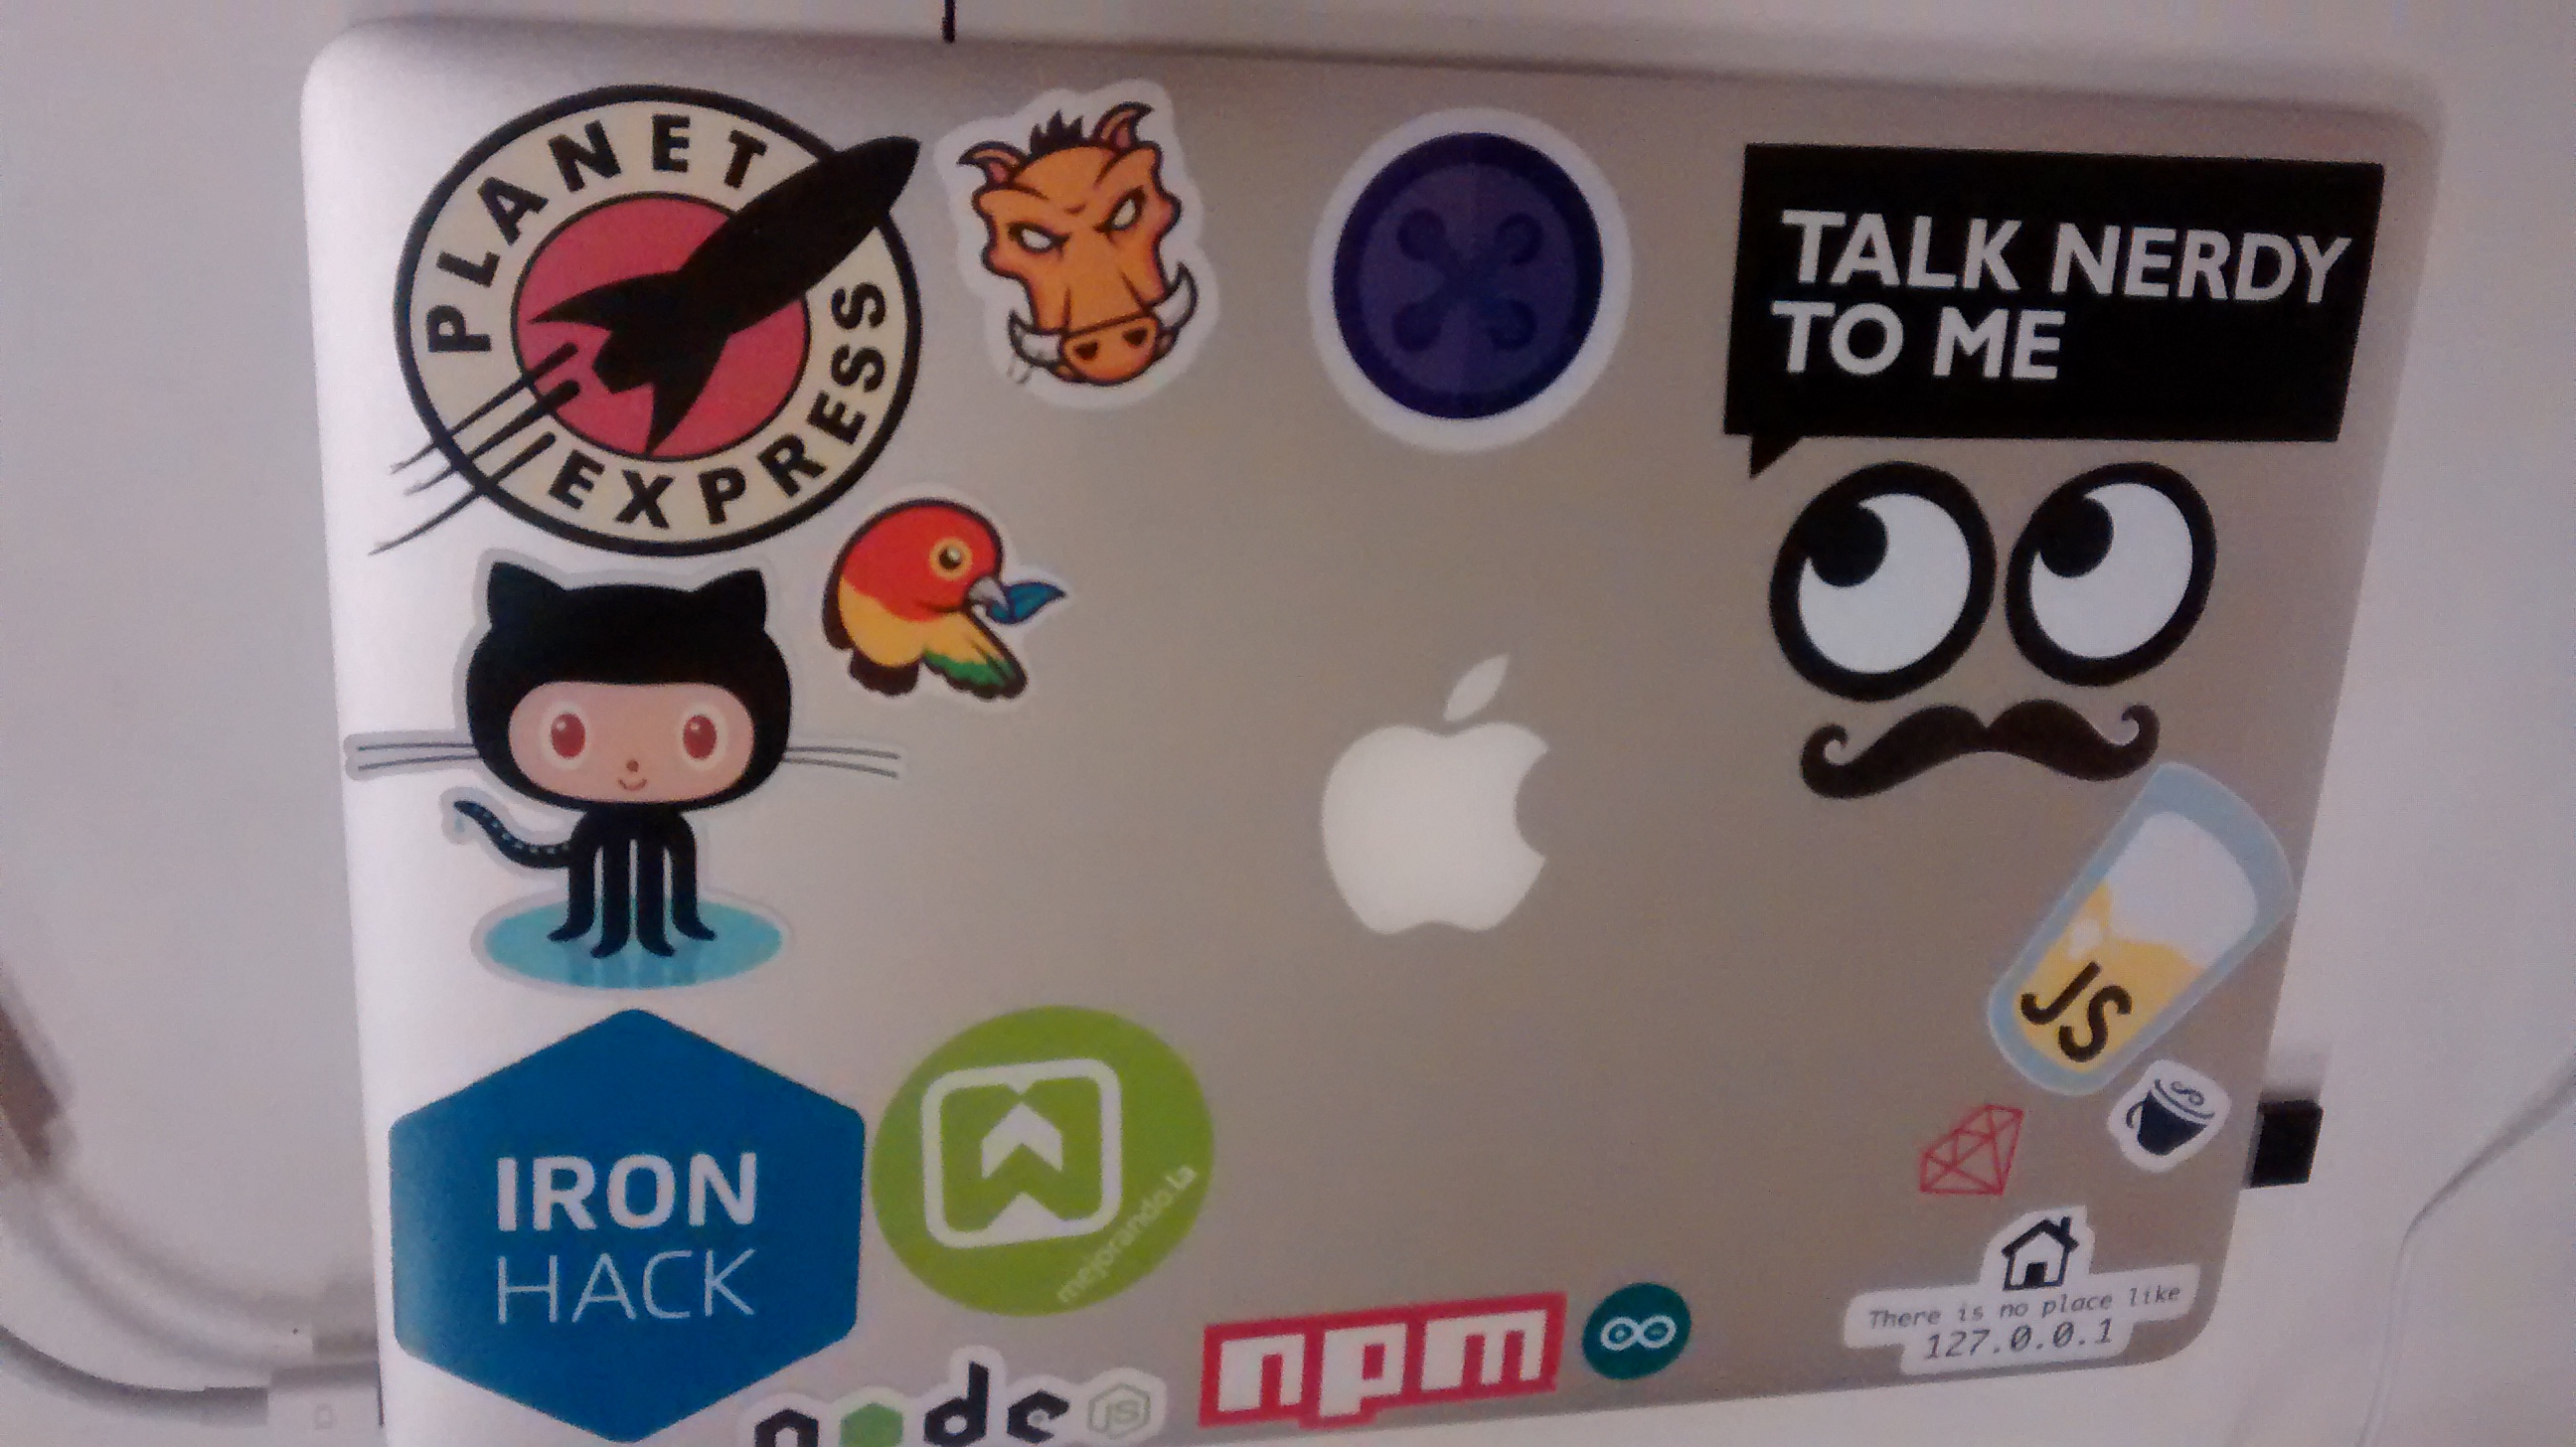 PLANET
EXPRESS
TALK NERDY
TO ME
JS
IRON
HACK
mejorando.la
node
JS
npm
There is no place like
127.0.0.1